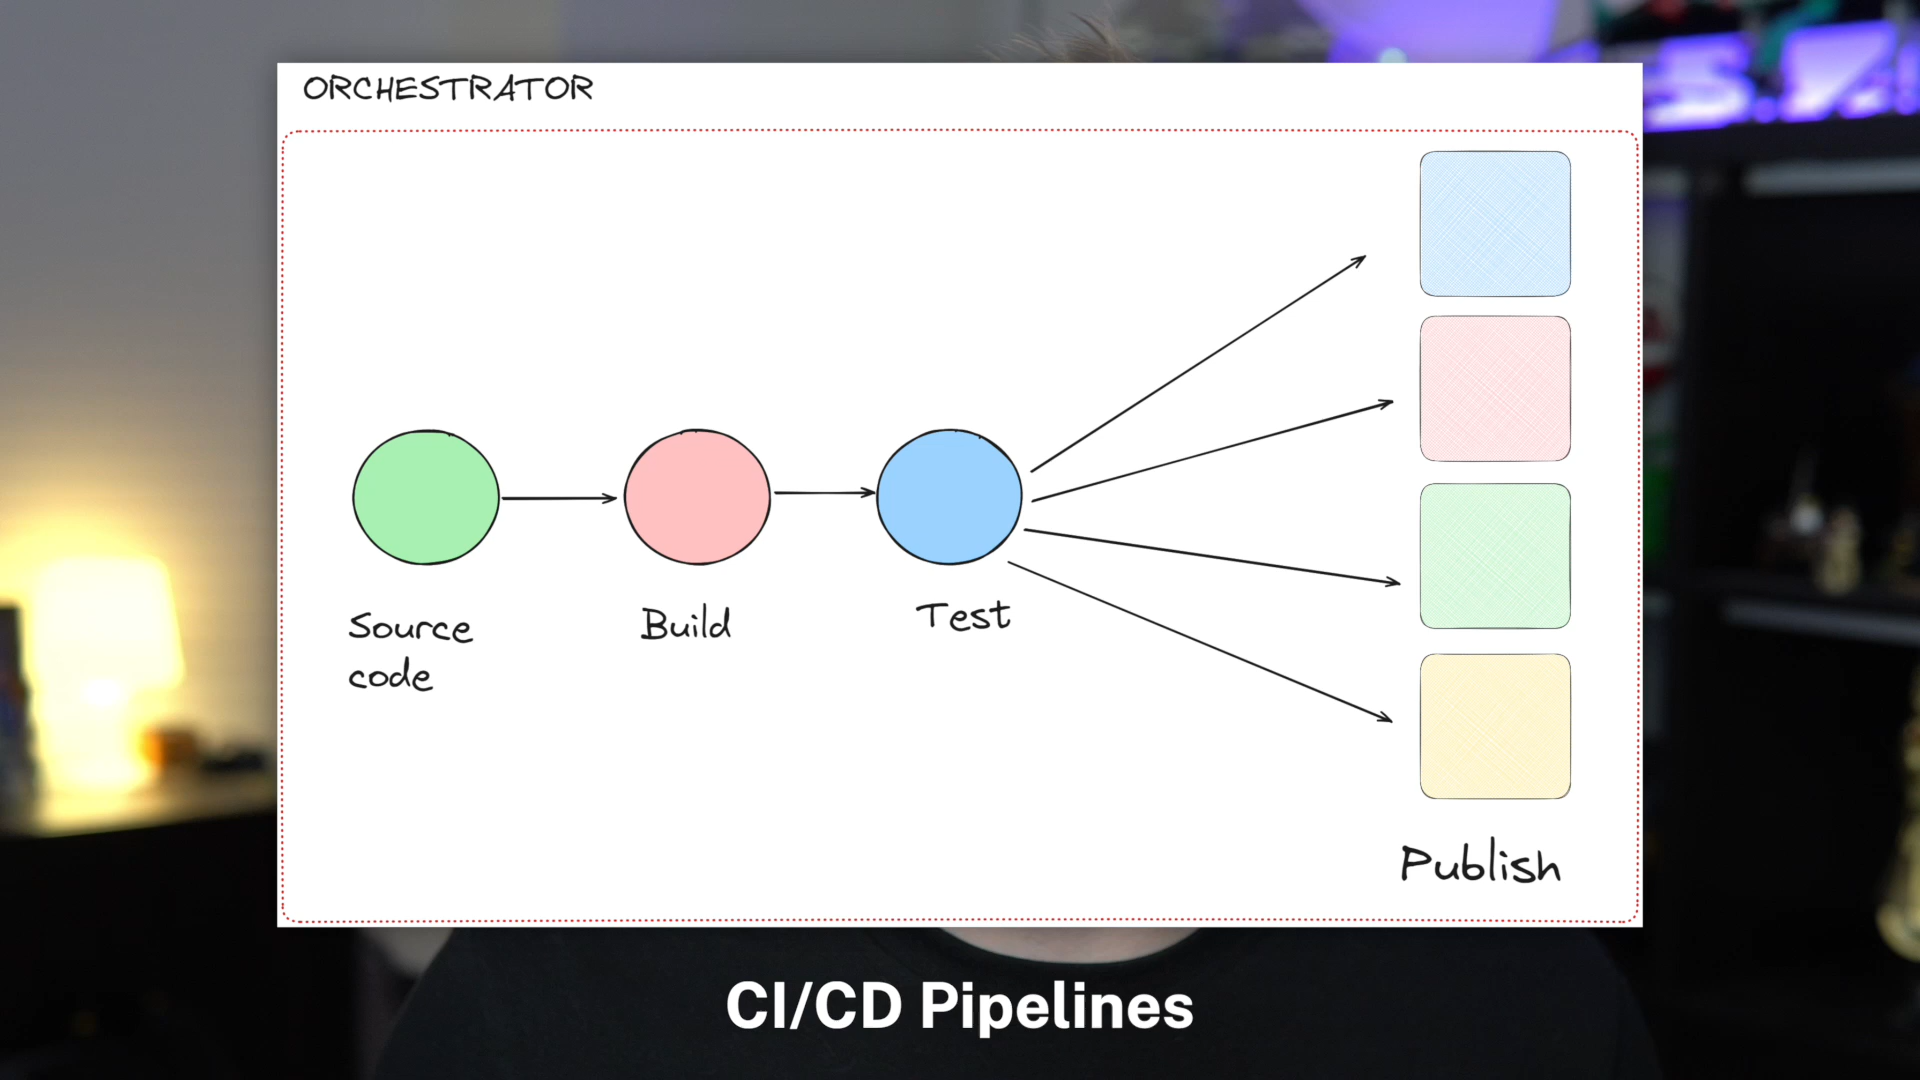 ORCHESTRATOR
Source
code
Build
Test
Publish
CI/CD Pipelines